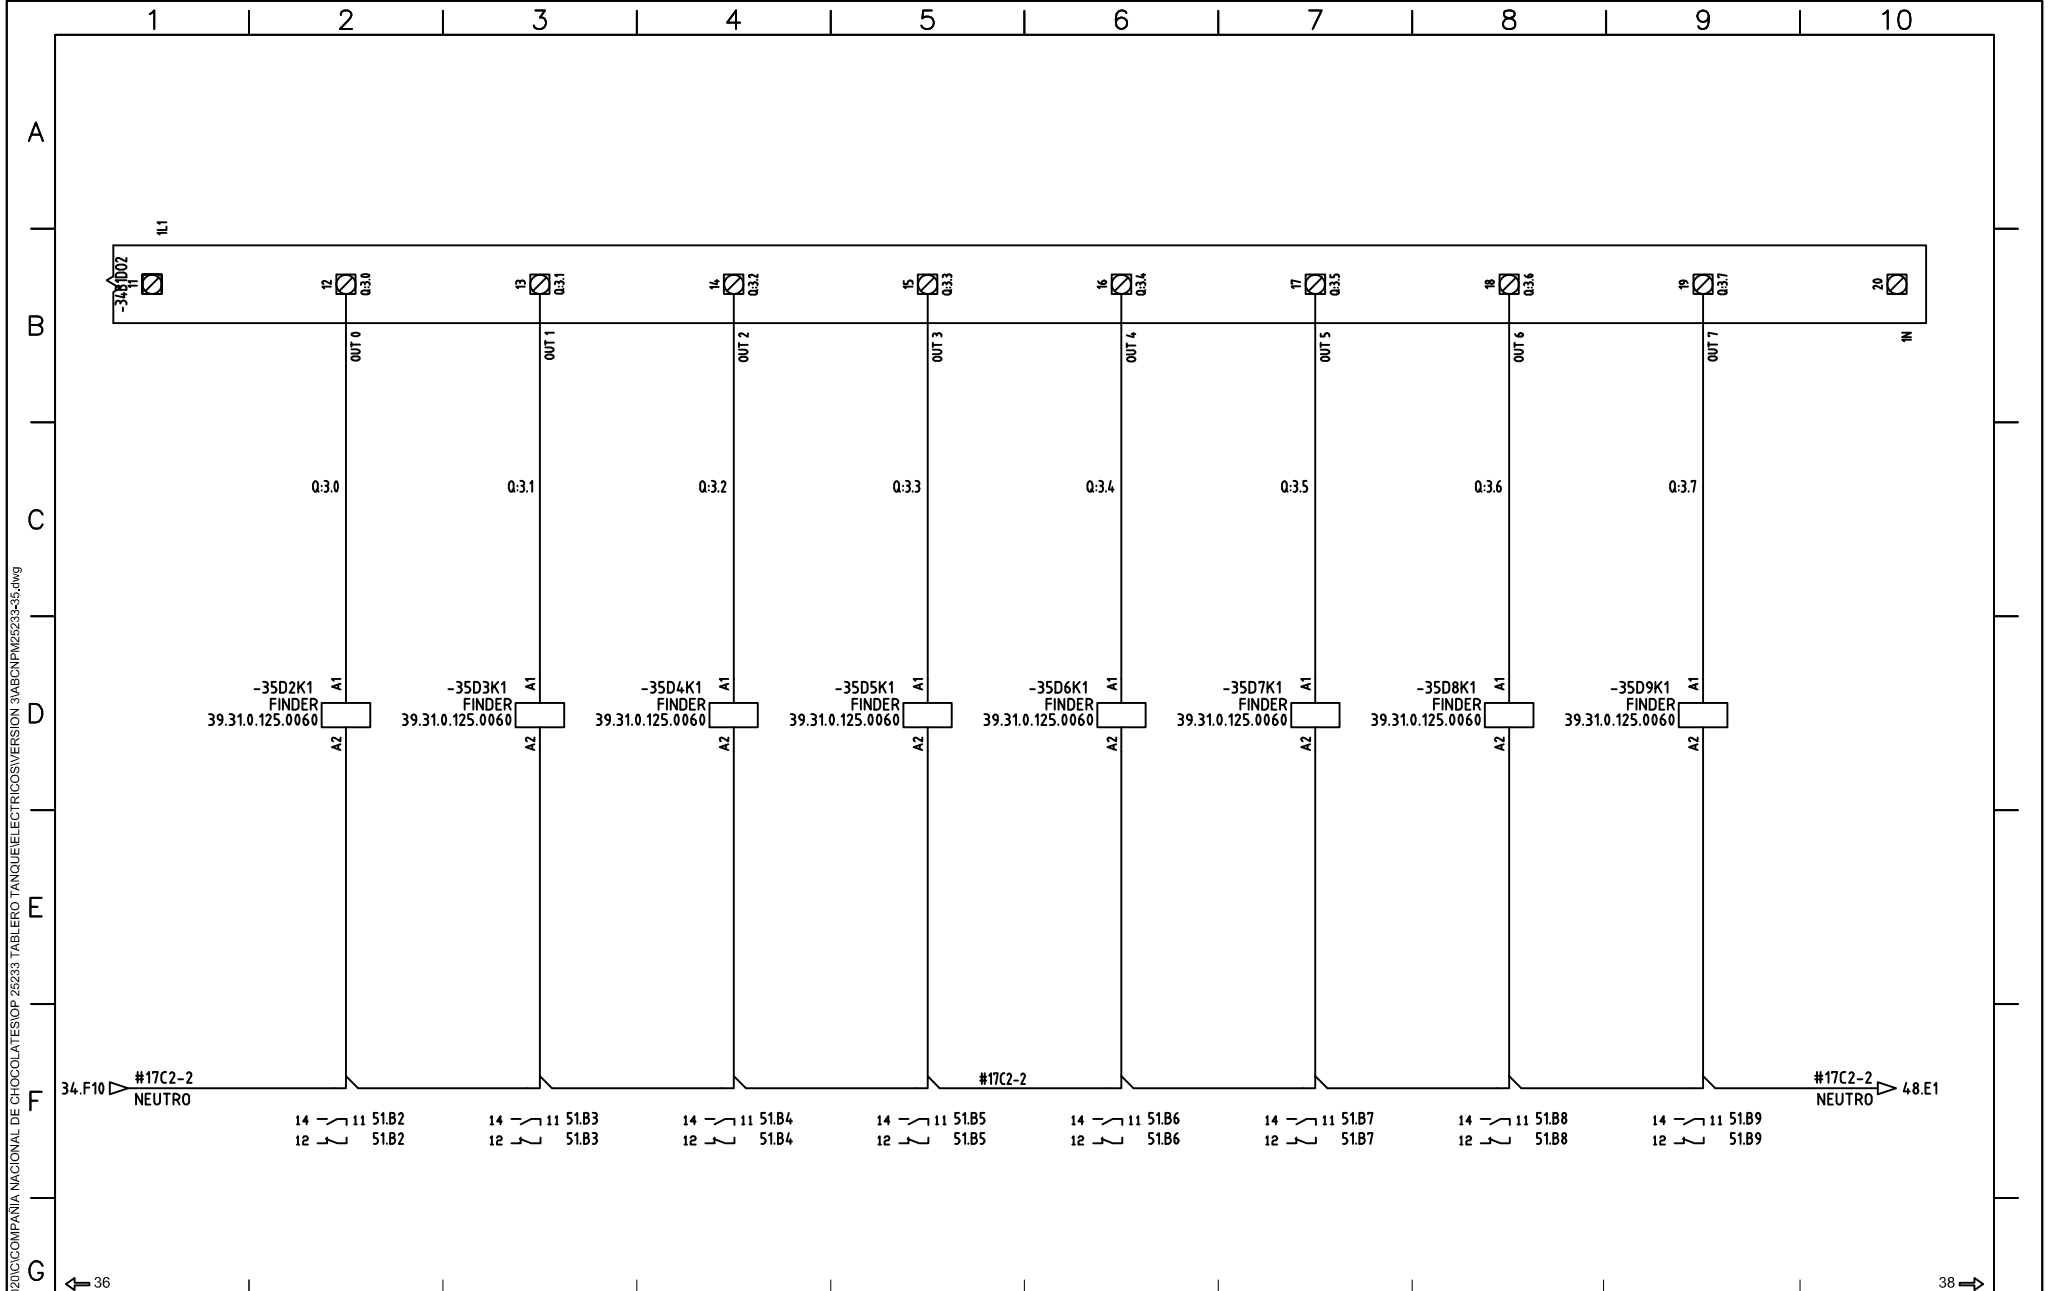 1 2 3 4 5 6 7 8 9 10
A
1L1
-34B1DO2
11 12 Q:3.0 13 Q:3.1 14 Q:3.2 15 Q:3.3 16 Q:3.4 17 Q:3.5 18 Q:3.6 19 Q:3.7 20
B
OUT 0 OUT 1 OUT 2 OUT 3 OUT 4 OUT 5 OUT 6 OUT 7 1N
Q:3.0 Q:3.1 Q:3.2 Q:3.3 Q:3.4 Q:3.5 Q:3.6 Q:3.7
C
-35D2K1 A1 -35D3K1 A1 -35D4K1 A1 -35D5K1 A1 -35D6K1 A1 -35D7K1 A1 -35D8K1 A1 -35D9K1 A1
FINDER FINDER FINDER FINDER FINDER FINDER FINDER FINDER
D
39.31.0.125.0060 39.31.0.125.0060 39.31.0.125.0060 39.31.0.125.0060 39.31.0.125.0060 39.31.0.125.0060 39.31.0.125.0060 39.31.0.125.0060
A2 A2 A2 A2 A2 A2 A2 A2
E
#17C2-2 #17C2-2 #17C2-2
34.F10 48.E1
F
NEUTRO NEUTRO
14 11 51.B2 14 11 51.B3 14 11 51.B4 14 11 51.B5 14 11 51.B6 14 11 51.B7 14 11 51.B8 14 11 51.B9
12 51.B2 12 51.B3 12 51.B4 12 51.B5 12 51.B6 12 51.B7 12 51.B8 12 51.B9
G
36 38
020\C\COMPAÑIA NACIONAL DE CHOCOLATES\OP 25233 TABLERO TANQUE\ELECTRICOS\VERSION 3\ABCNPM25233-35.dwg